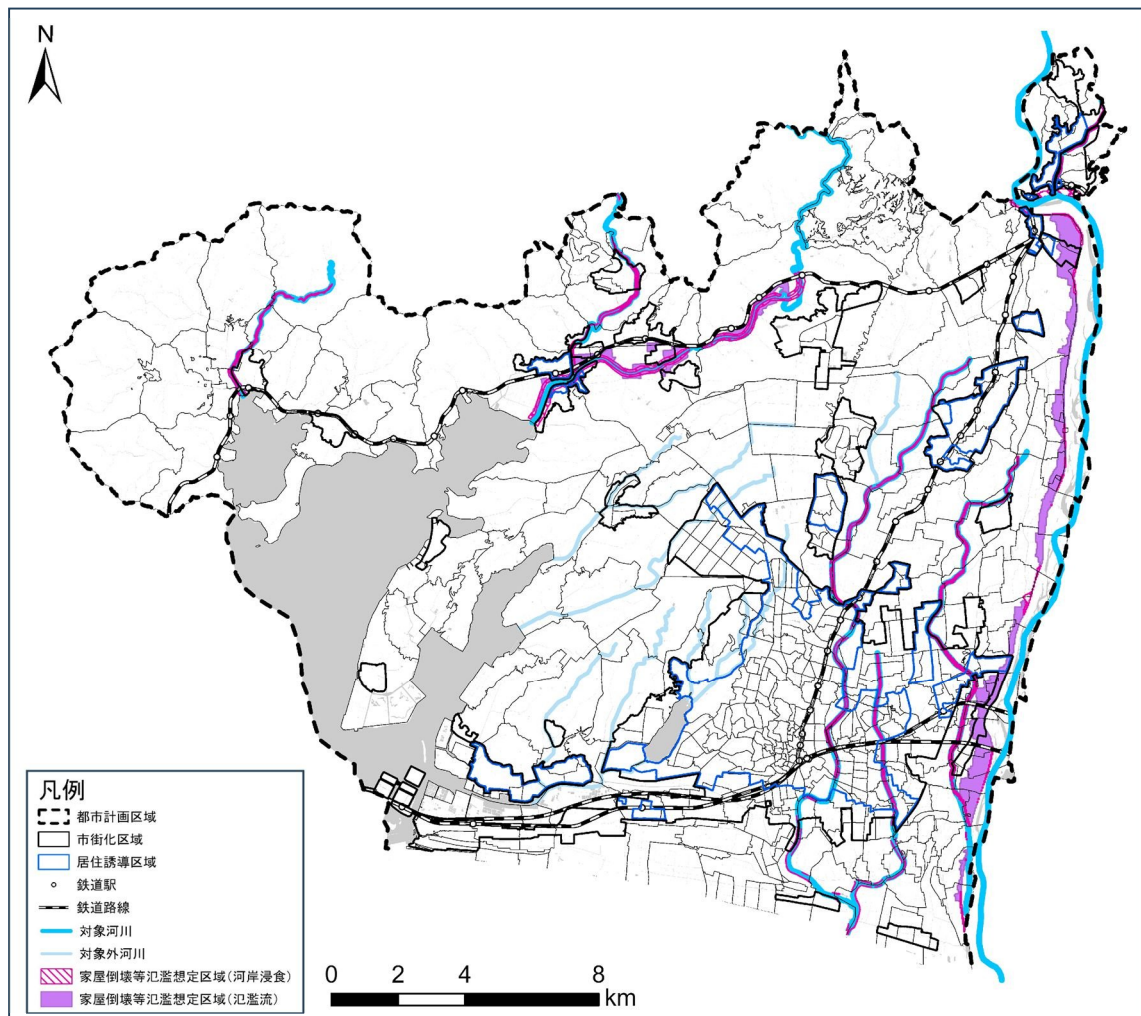 N
凡例
都市計画区域
市街化区域
居住誘導区域
鉄道駅
鉄道路線
対象河川
対象外河川
家屋倒壊等氾濫想定区域(河岸浸食)
家屋倒壊等氾濫想定区域(氾濫流)
0 2 4 8
km